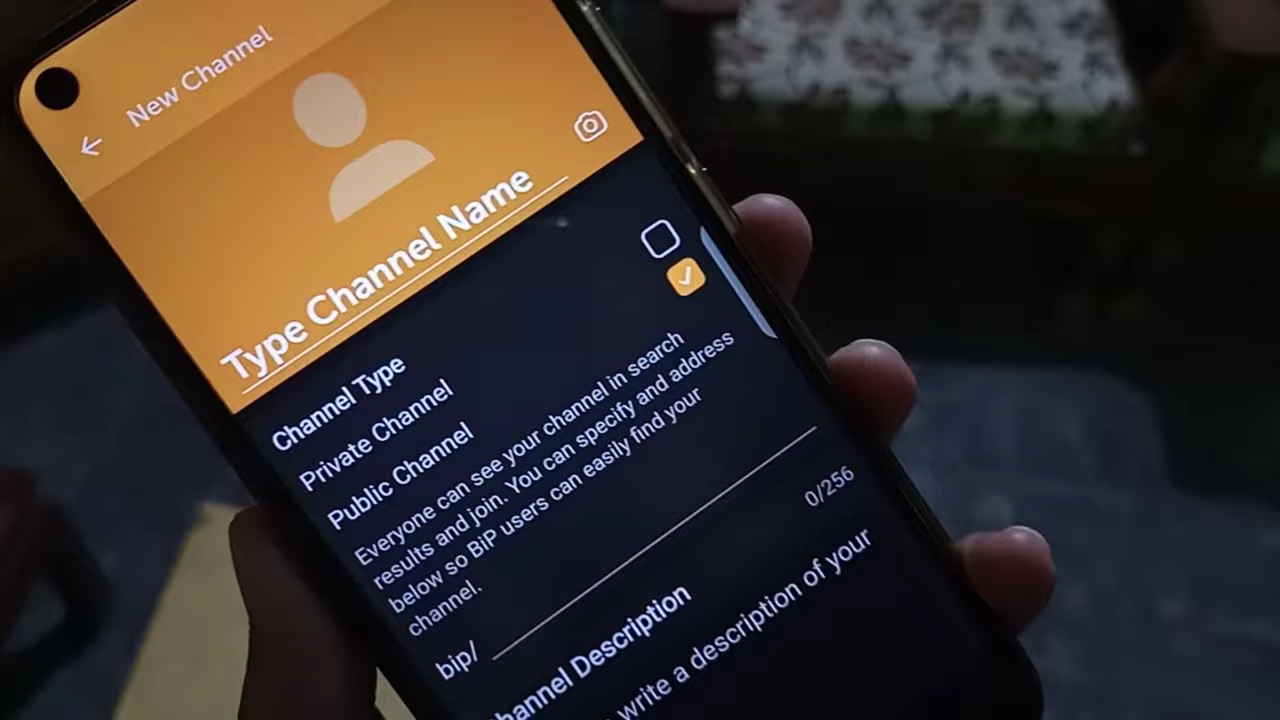 New Channel
Type Channel Name
Channel Type
Private Channel
Public Channel
Everyone can see your channel in search
results and join. You can specify and address
below so BiP users can easily find your
channel.
bip/
0/256
hannel Description
write a description of your